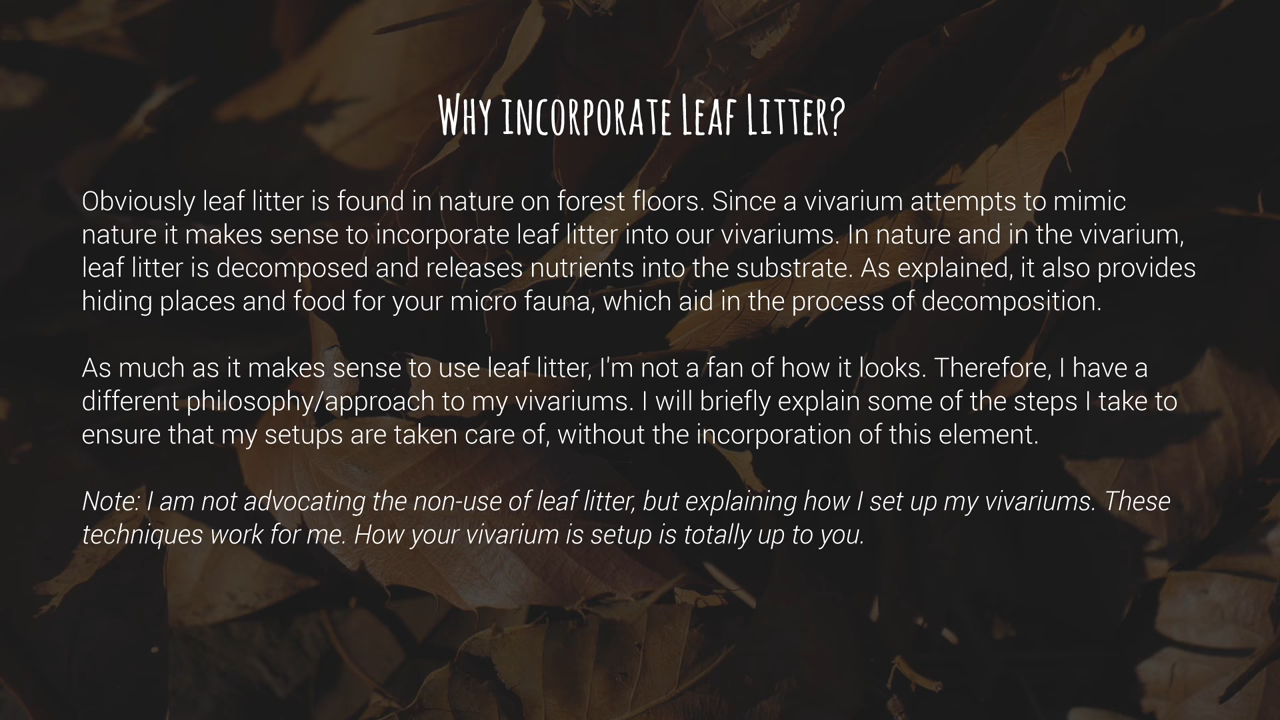 Why incorporate Leaf Litter?
Obviously leaf litter is found in nature on forest floors. Since a vivarium attempts to mimic
nature it makes sense to incorporate leaf litter into our vivariums. In nature and in the vivarium,
leaf litter is decomposed and releases nutrients into the substrate. As explained, it also provides
hiding places and food for your micro fauna, which aid in the process of decomposition.
As much as it makes sense to use leaf litter, I'm not a fan of how it looks. Therefore, I have a
different philosophy/approach to my vivariums. I will briefly explain some of the steps I take to
ensure that my setups are taken care of, without the incorporation of this element.
Note: I am not advocating the non-use of leaf litter, but explaining how I set up my vivariums. These
techniques work for me. How your vivarium is setup is totally up to you.